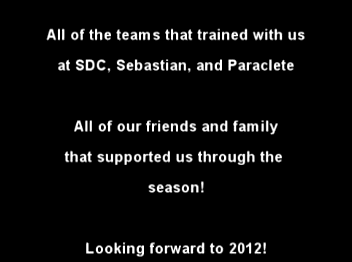 All of the teams that trained with us
at SDC, Sebastian, and Paraclete
All of our friends and family
that supported us through the
season!
Looking forward to 2012!